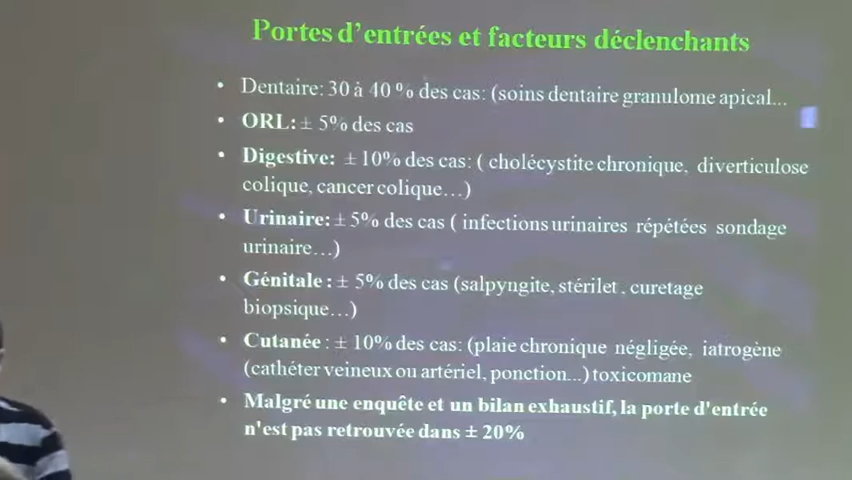 Portes d'entrées et facteurs déclenchants
• Dentaire: 30 à 40 % des cas: (soins dentaire granulome apical...
• ORL: ± 5% des cas
• Digestive: ± 10% des cas: ( cholécystite chronique, diverticulose
colique, cancer colique…)
• Urinaire: ± 5% des cas ( infections urinaires répétées sondage
urinaire…)
• Génitale : ± 5% des cas (salpyngite, stérilet . curetage
biopsique…)
• Cutanée : ± 10% des cas: (plaie chronique négligée, iatrogène
(cathéter veineux ou artériel, ponction...) toxicomane
• Malgré une enquête et un bilan exhaustif, la porte d'entrée
n'est pas retrouvée dans ± 20%